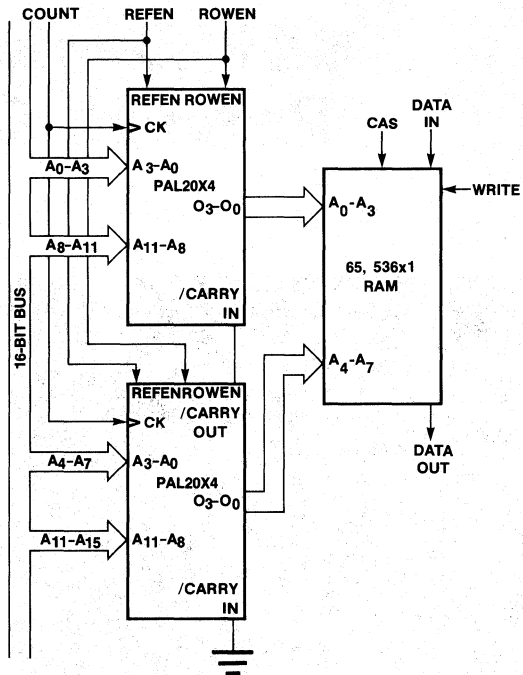 COUNT REFEN ROWEN
REFEN ROWEN
CK
A0-A3
A3-A0
PAL20X4
O3-O0
A8-A11
A11-A8
/CARRY
IN
CAS
DATA
IN
WRITE
A0-A3
65, 536x1
RAM
A4-A7
DATA
OUT
16-BIT BUS
REFEN ROWEN
/CARRY
OUT
CK
A4-A7
A3-A0
PAL20X4
O3-O0
A11-A15
A11-A8
/CARRY
IN